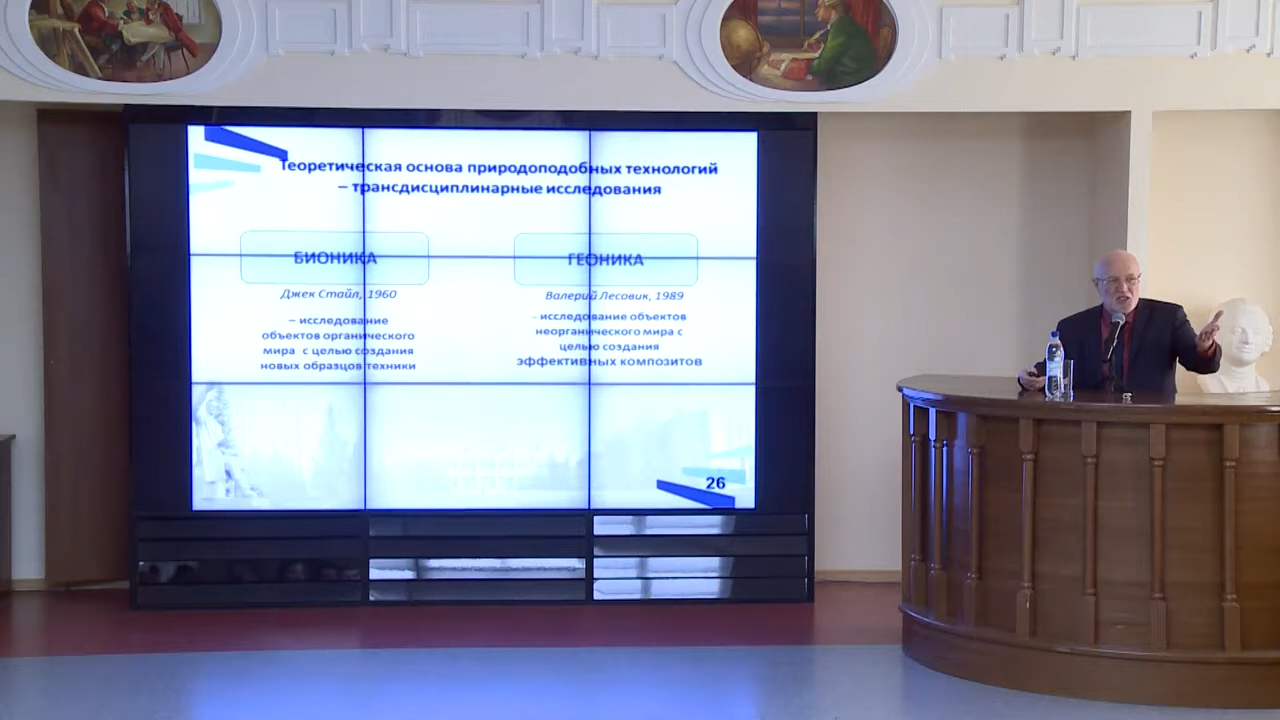 Теоретическая основа природоподобных технологий
– трансдисциплинарные исследования
БИОНИКА
Джек Стайл, 1960
– исследование
объектов органического
мира с целью создания
новых образцов техники
ГЕОНИКА
Валерий Лесовик, 1989
- исследование объектов
неорганического мира с
целью создания
эффективных композитов
26